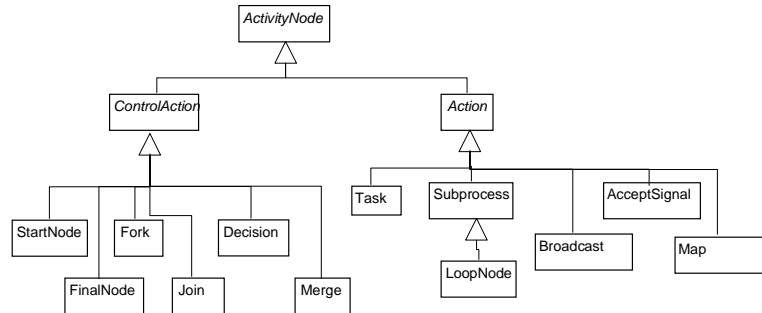 ActivityNode
ControlAction
Action
Task
Subprocess
AcceptSignal
StartNode
Fork
Decision
Broadcast
Map
LoopNode
FinalNode
Join
Merge